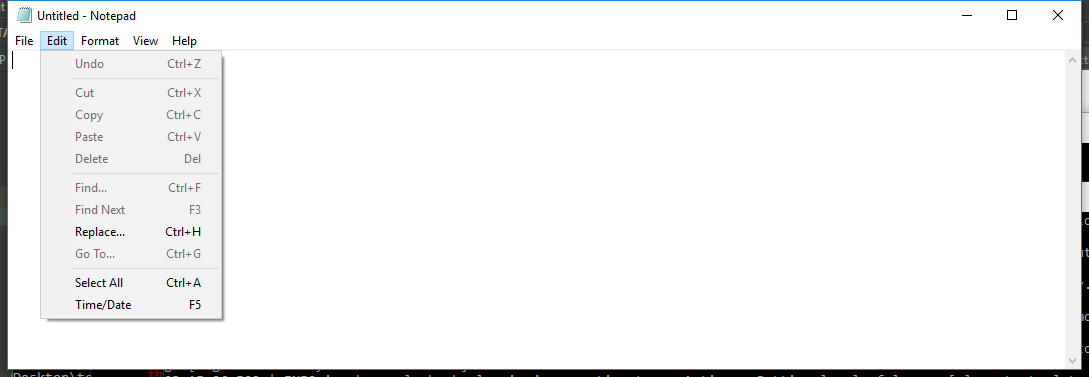 Untitled - Notepad
File Edit Format View Help
Undo Ctrl+Z
Cut Ctrl+X
Copy Ctrl+C
Paste Ctrl+V
Delete Del
Find... Ctrl+F
Find Next F3
Replace... Ctrl+H
Go To... Ctrl+G
Select All Ctrl+A
Time/Date F5